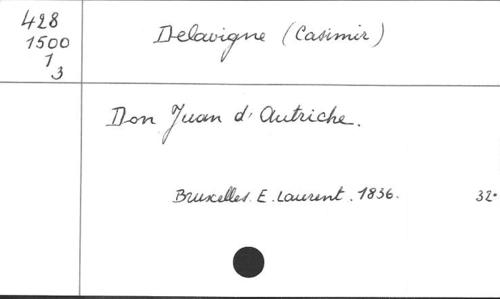 428
1500
1
3
Delavigne (Casimir)
Don Juan d'Autriche.
Bruxelles. E. Laurent. 1836. 32°